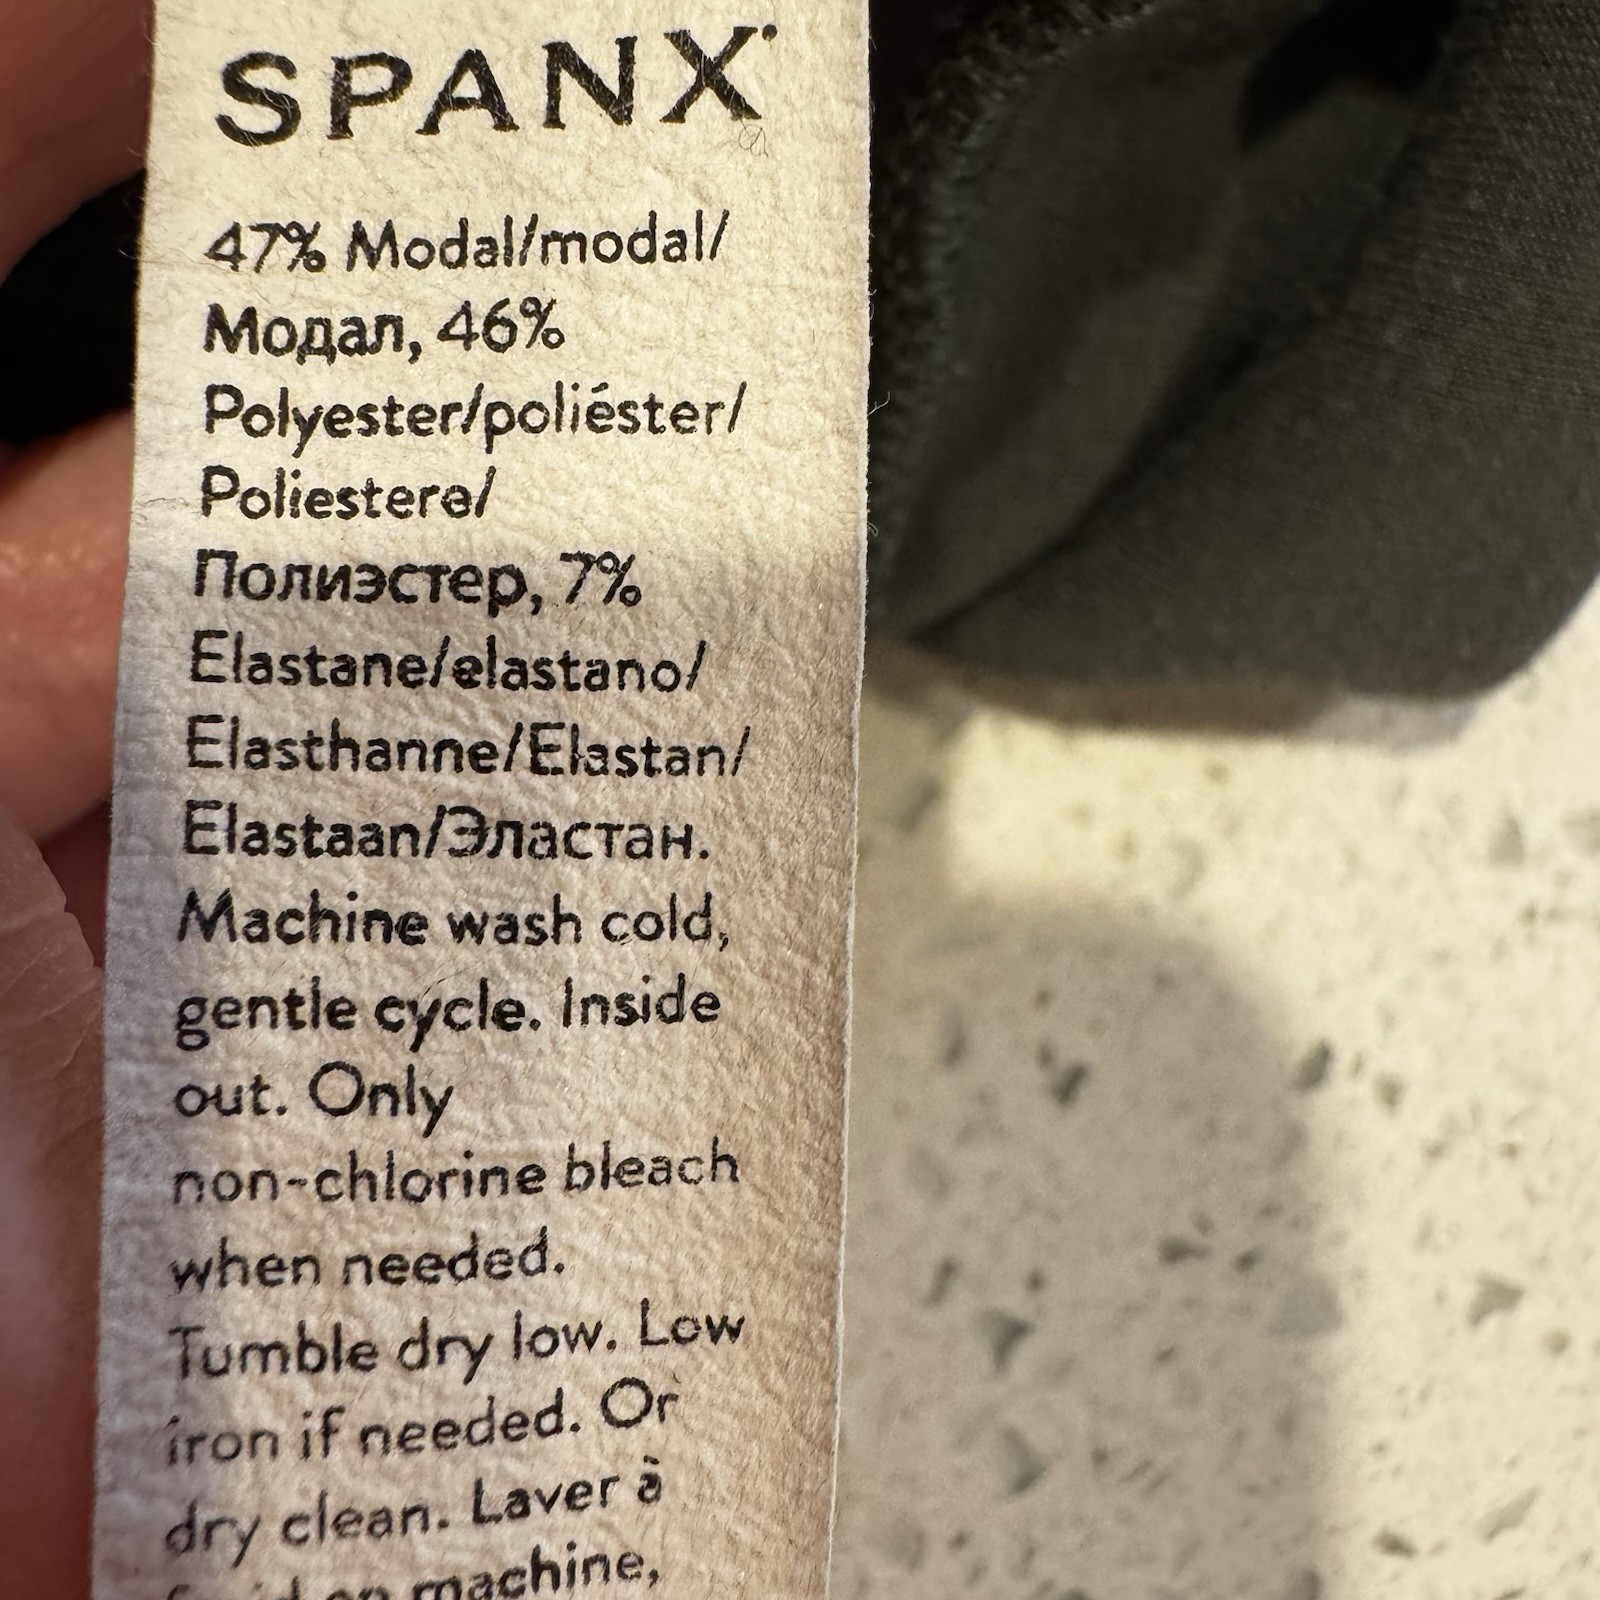 SPANX
47% Modal/modal/
Модал, 46%
Polyester/poliéster/
Poliesterə/
Полиэстер, 7%
Elastane/elastano/
Elasthanne/Elastan/
Elastaan/Эластан.
Machine wash cold,
gentle cycle. Inside
out. Only
non-chlorine bleach
when needed.
Tumble dry low. Low
iron if needed. Or
dry clean. Laver à
en machine,